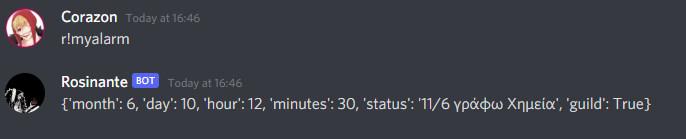 Corazon Today at 16:46
r!myalarm
Rosinante BOT Today at 16:46
{'month': 6, 'day': 10, 'hour': 12, 'minutes': 30, 'status': '11/6 γράφω Χημεία', 'guild': True}